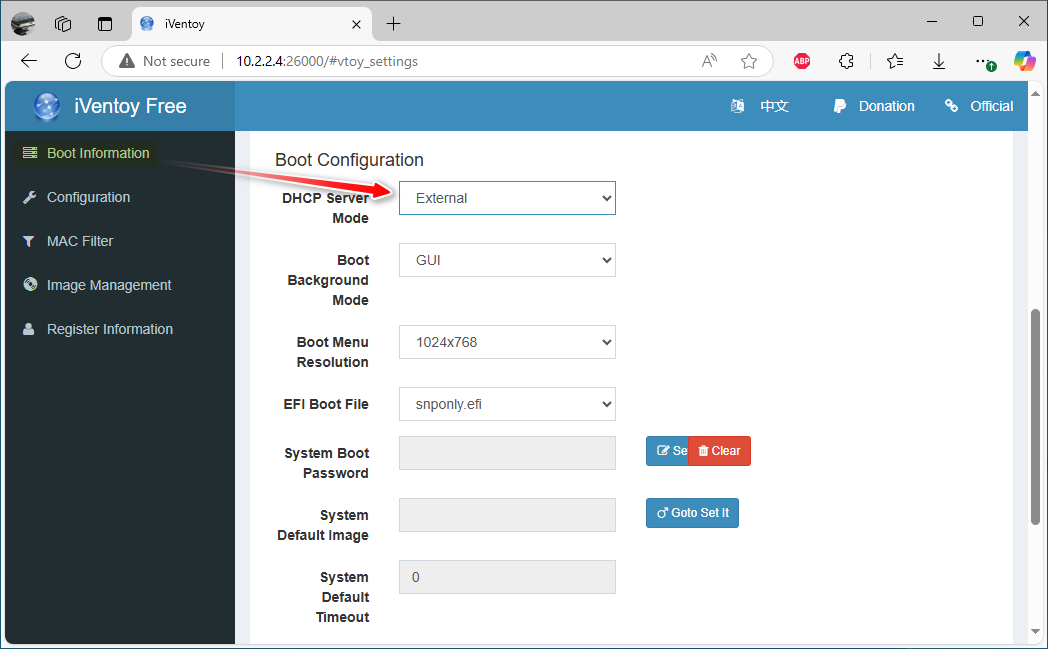 iVentoy
Not secure
10.2.2.4:26000/#vtoy_settings
ABP
iVentoy Free
中文
Donation
Official
Boot Information
Configuration
MAC Filter
Image Management
Register Information
Boot Configuration
DHCP Server
Mode
External
Boot
Background
Mode
GUI
Boot Menu
Resolution
1024x768
EFI Boot File
snponly.efi
System Boot
Password
Se
Clear
System
Default Image
Goto Set It
System
Default
Timeout
0